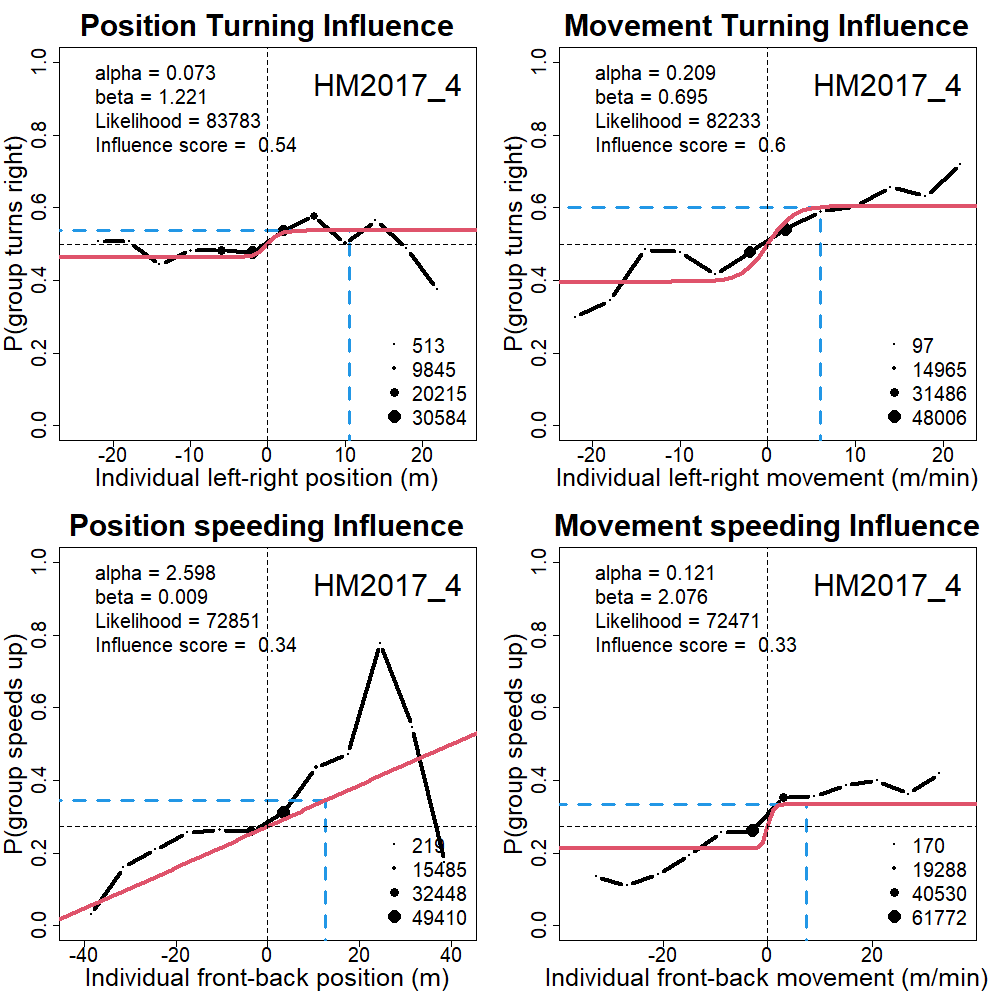 Position Turning Influence
alpha = 0.073
beta = 1.221
Likelihood = 83783
Influence score = 0.54
HM2017_4
P(group turns right)
1.0
0.8
0.6
0.4
0.2
0.0
513
9845
20215
30584
-20 -10 0 10 20
Individual left-right position (m)
Movement Turning Influence
alpha = 0.209
beta = 0.695
Likelihood = 82233
Influence score = 0.6
HM2017_4
P(group turns right)
1.0
0.8
0.6
0.4
0.2
0.0
97
14965
31486
48006
-20 -10 0 10 20
Individual left-right movement (m/min)
Position speeding Influence
alpha = 2.598
beta = 0.009
Likelihood = 72851
Influence score = 0.34
HM2017_4
P(group speeds up)
1.0
0.8
0.6
0.4
0.2
0.0
219
15485
32448
49410
-40 -20 0 20 40
Individual front-back position (m)
Movement speeding Influence
alpha = 0.121
beta = 2.076
Likelihood = 72471
Influence score = 0.33
HM2017_4
P(group speeds up)
1.0
0.8
0.6
0.4
0.2
0.0
170
19288
40530
61772
-20 0 20
Individual front-back movement (m/min)